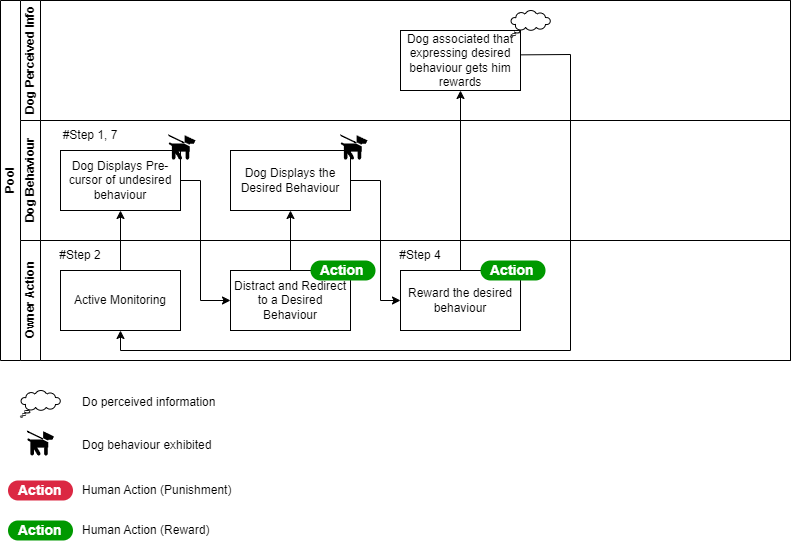 Pool
Dog Perceived Info
Dog associated that
expressing desired
behaviour gets him
rewards
Dog Behaviour
#Step 1, 7
Dog Displays Pre-
cursor of undesired
behaviour
Dog Displays the
Desired Behaviour
Owner Action
#Step 2
Active Monitoring
Action
Distract and Redirect
to a Desired
Behaviour
#Step 4
Action
Reward the desired
behaviour
Do perceived information
Dog behaviour exhibited
Action
Human Action (Punishment)
Action
Human Action (Reward)